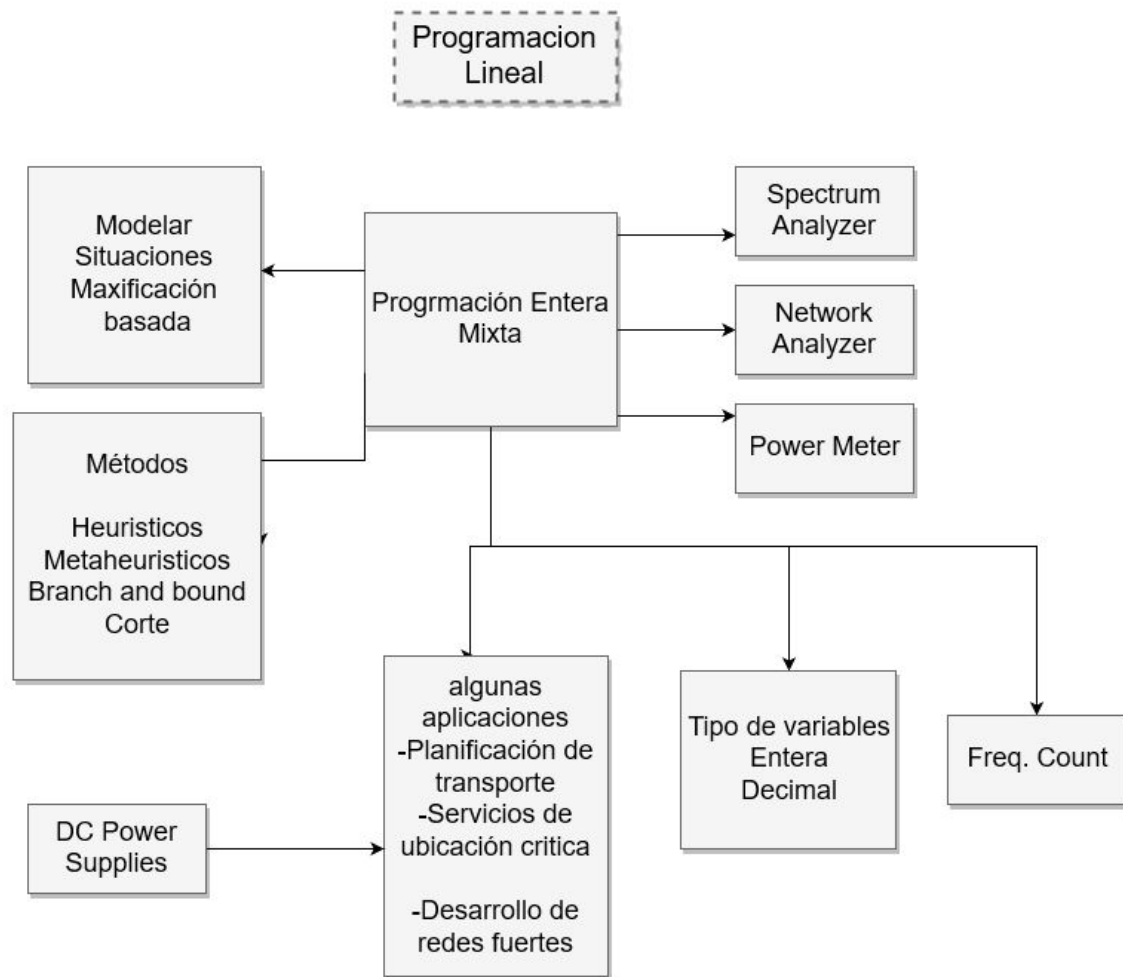 Programacion
Lineal
Modelar
Situaciones
Maxificación
basada
Progrmación Entera
Mixta
Spectrum
Analyzer
Network
Analyzer
Power Meter
Métodos
Heuristicos
Metaheuristicos
Branch and bound
Corte
algunas
aplicaciones
-Planificación de
transporte
-Servicios de
ubicación critica
-Desarrollo de
redes fuertes
Tipo de variables
Entera
Decimal
Freq. Count
DC Power
Supplies